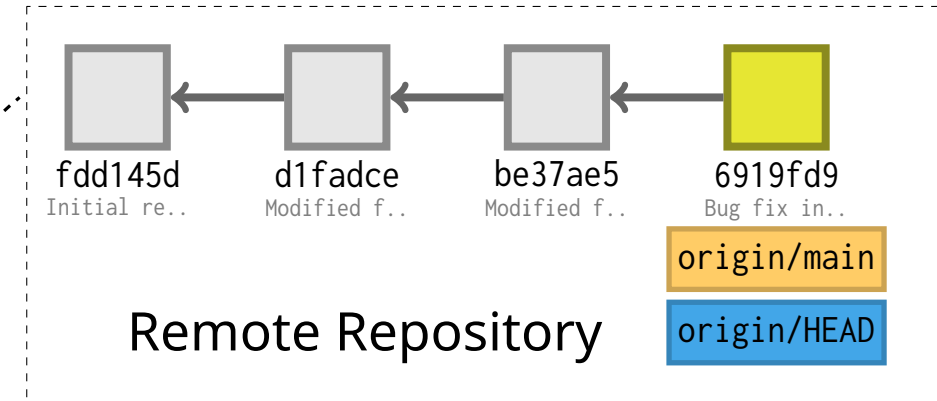 fdd145d d1fadce be37ae5 6919fd9
Initial re.. Modified f.. Modified f.. Bug fix in..
origin/main
Remote Repository origin/HEAD